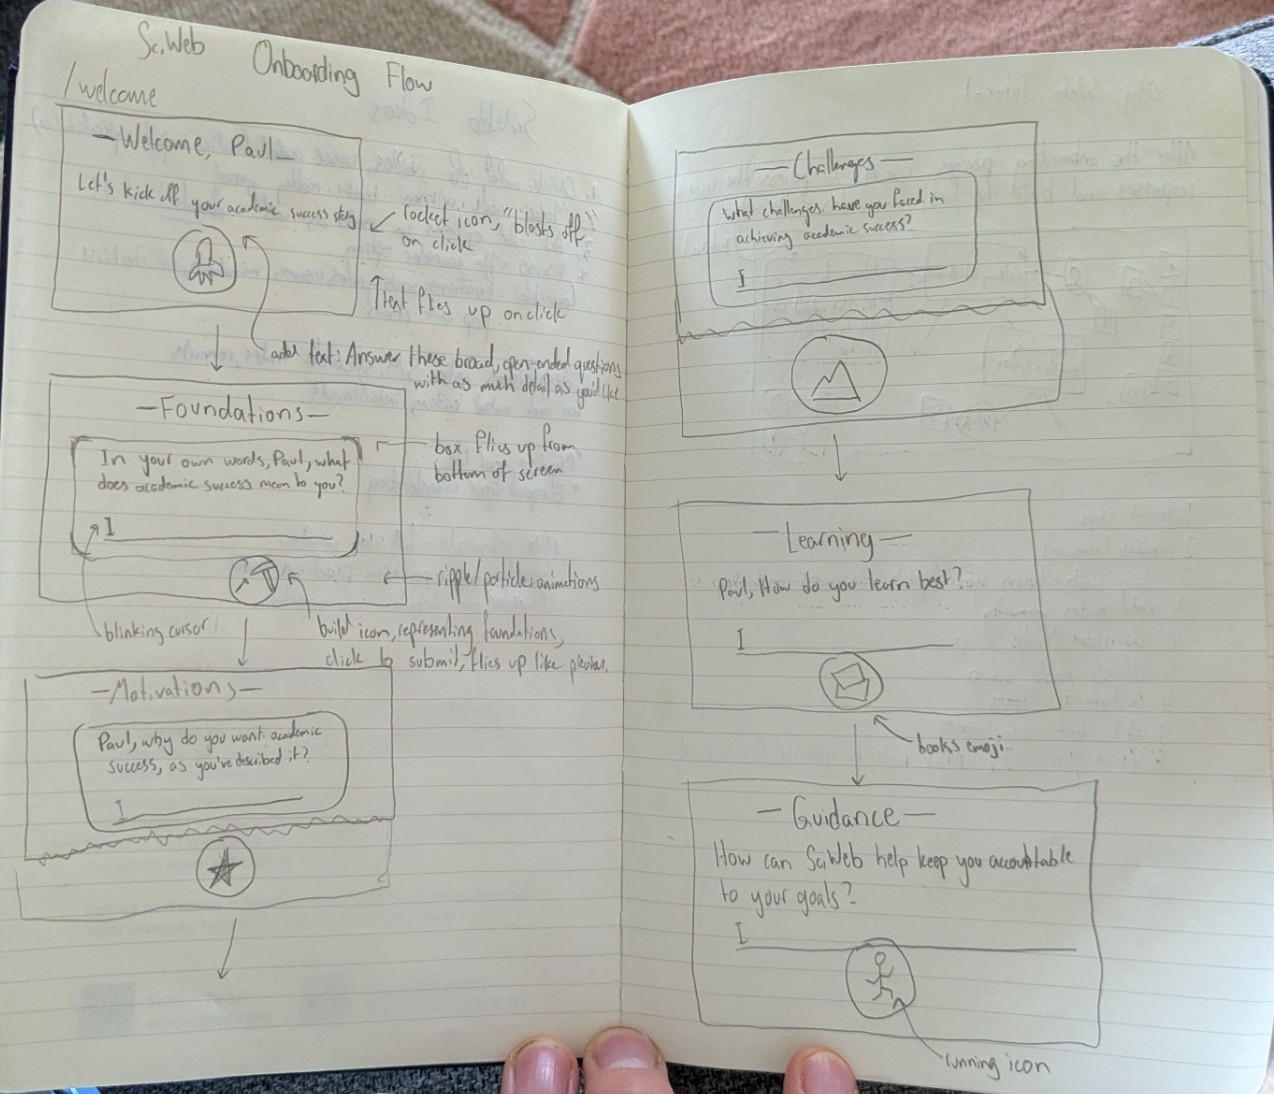 SciWeb Onboarding Flow
/welcome
—Welcome, Paul—
Let's kick off your academic success story
rocket icon, "blasts off"
on click
Text flies up on click
add text: Answer these broad, open-ended questions
with as much detail as you'd like
—Foundations—
In your own words, Paul, what
does academic success mean to you?
I
box flies up from
bottom of screen
ripple/particle animations
blinking cursor
build icon, representing foundations,
click to submit, flies up like previous.
—Motivations—
Paul, why do you want academic
success, as you've described it?
I
—Challenges—
What challenges have you faced in
achieving academic success?
I
—Learning—
Paul, How do you learn best?
I
books emoji
—Guidance—
How can SciWeb help keep you accountable
to your goals?
I
running icon